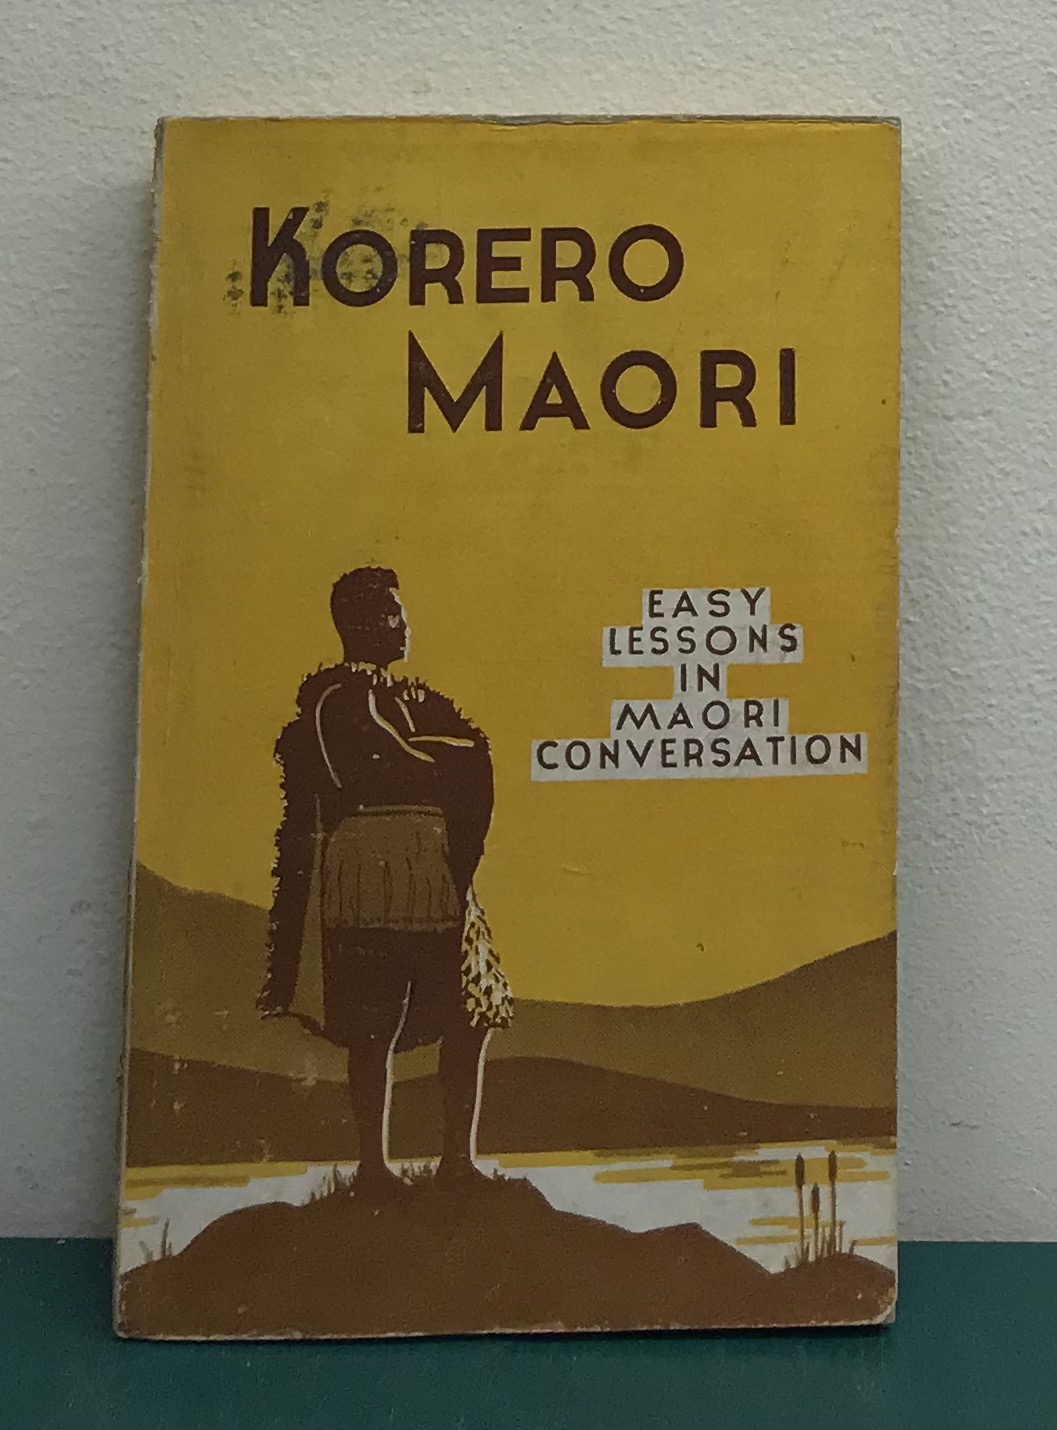 KORERO
MAORI
EASY
LESSONS
IN
MAORI
CONVERSATION